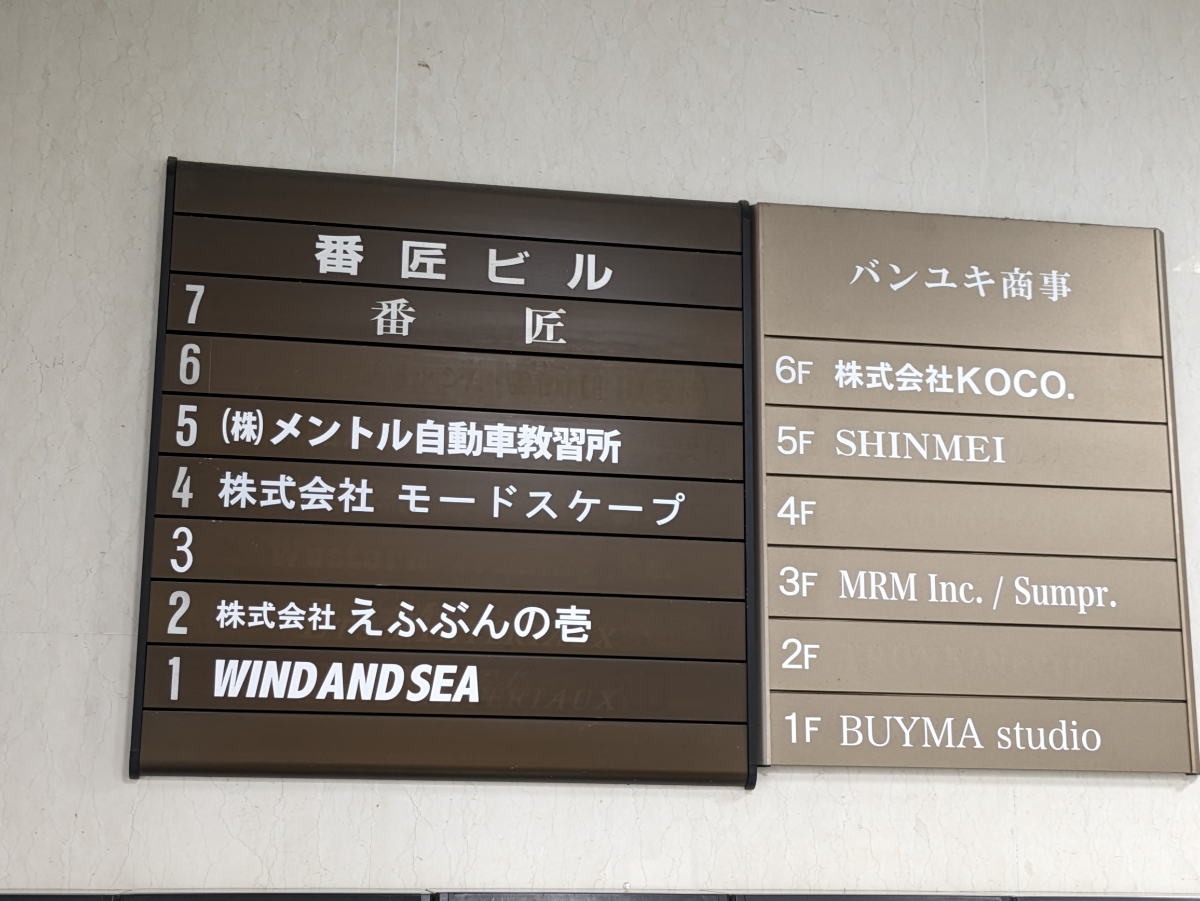 番匠ビル
7 番匠
6
5 (株)メントル自動車教習所
4 株式会社 モードスケープ
3
2 株式会社 えふぶんの壱
1 WIND AND SEA
バンユキ商事
6F 株式会社KOCO.
5F SHINMEI
4F
3F MRM Inc. / Sumpr.
2F
1F BUYMA studio